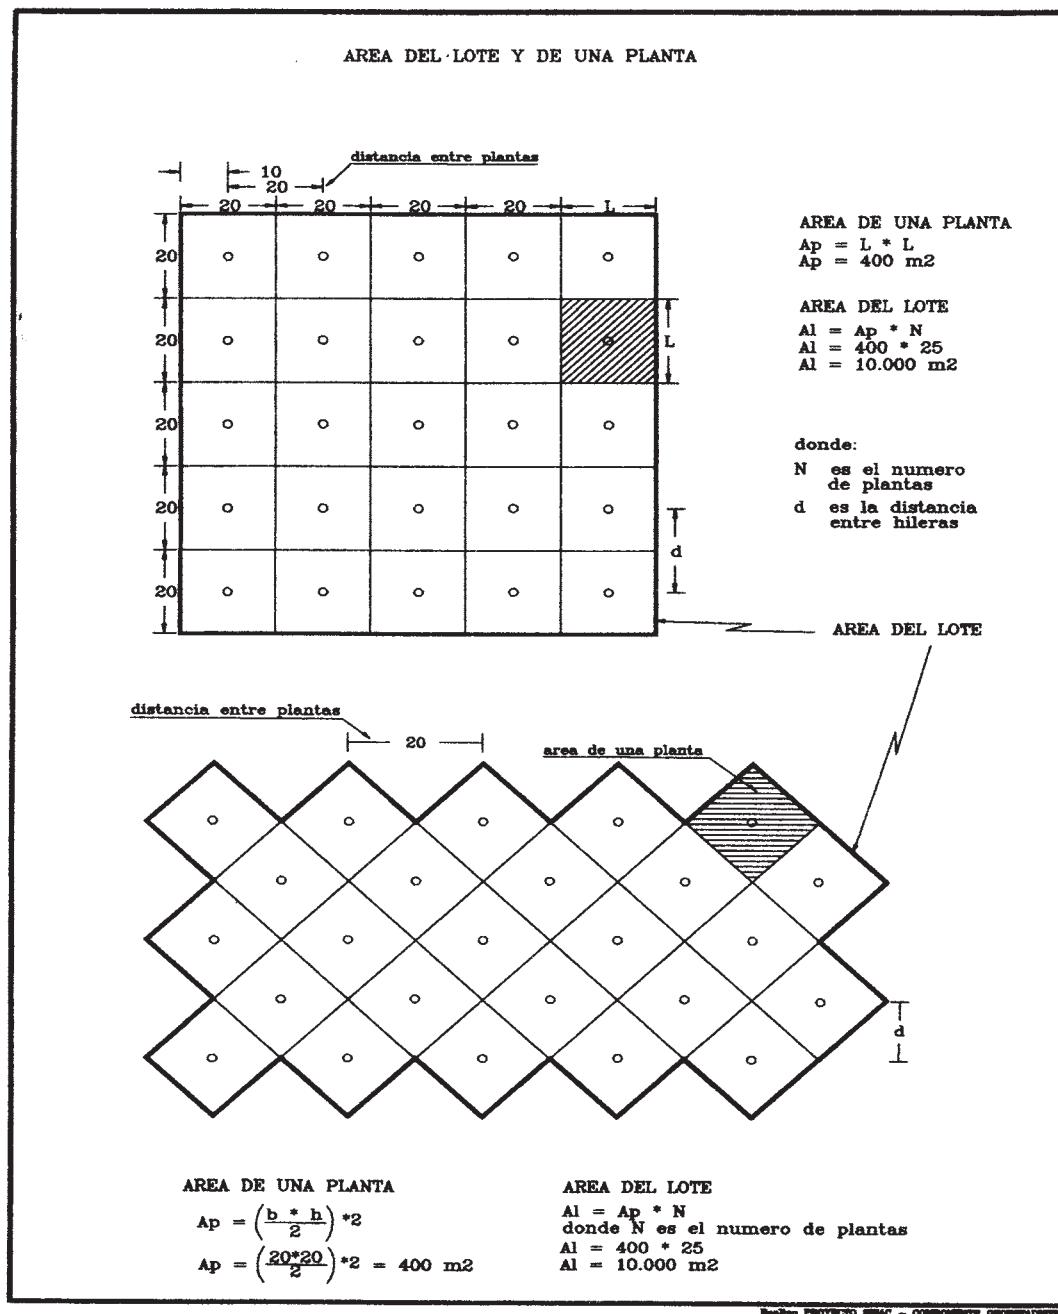 AREA DEL LOTE Y DE UNA PLANTA
distancia entre plantas
10
20
20 20 20 20 L
20
20
L
20
20
d
20
AREA DE UNA PLANTA
Ap = L * L
Ap = 400 m2
AREA DEL LOTE
Al = Ap * N
Al = 400 * 25
Al = 10.000 m2
donde:
N es el numero
de plantas
d es la distancia
entre hileras
AREA DEL LOTE
distancia entre plantas
20
area de una planta
d
AREA DE UNA PLANTA
Ap = (b * h / 2) *2
Ap = (20*20 / 2) *2 = 400 m2
AREA DEL LOTE
Al = Ap * N
donde N es el numero de plantas
Al = 400 * 25
Al = 10.000 m2